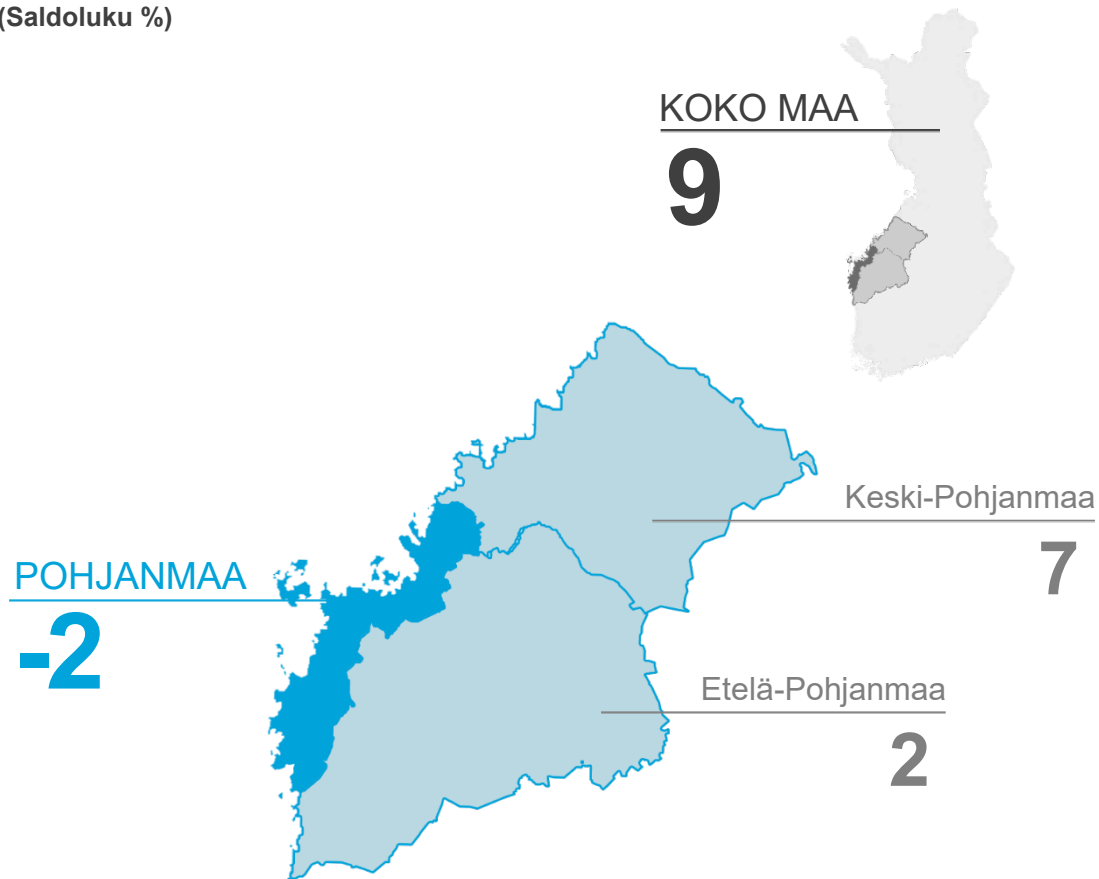 (Saldoluku %)
KOKO MAA
9
Keski-Pohjanmaa
7
POHJANMAA
-2
Etelä-Pohjanmaa
2